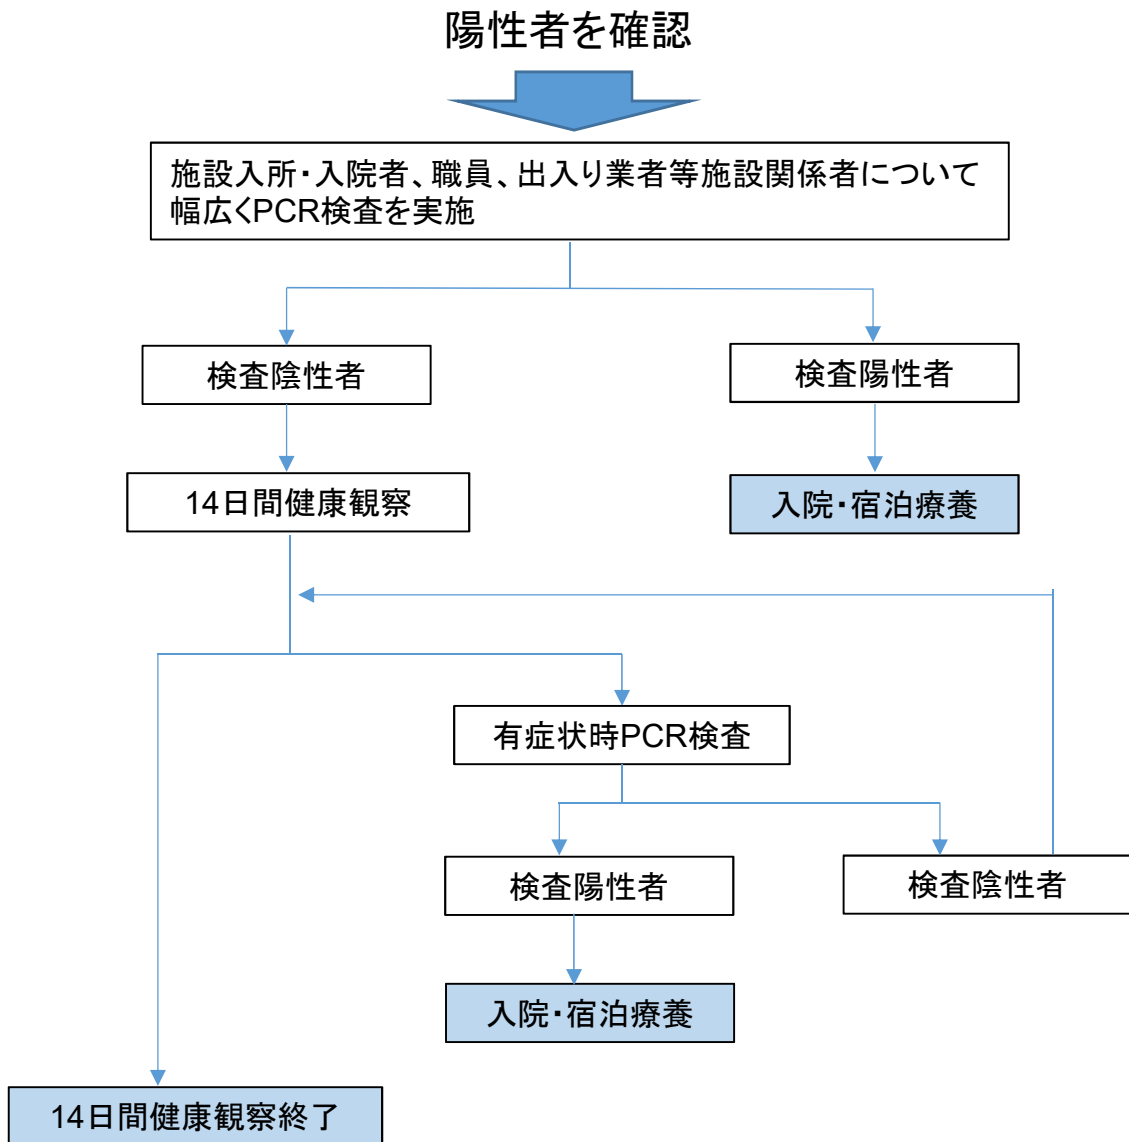 陽性者を確認
施設入所・入院者、職員、出入り業者等施設関係者について
幅広くPCR検査を実施
検査陰性者
検査陽性者
14日間健康観察
入院・宿泊療養
有症状時PCR検査
検査陽性者
検査陰性者
入院・宿泊療養
14日間健康観察終了